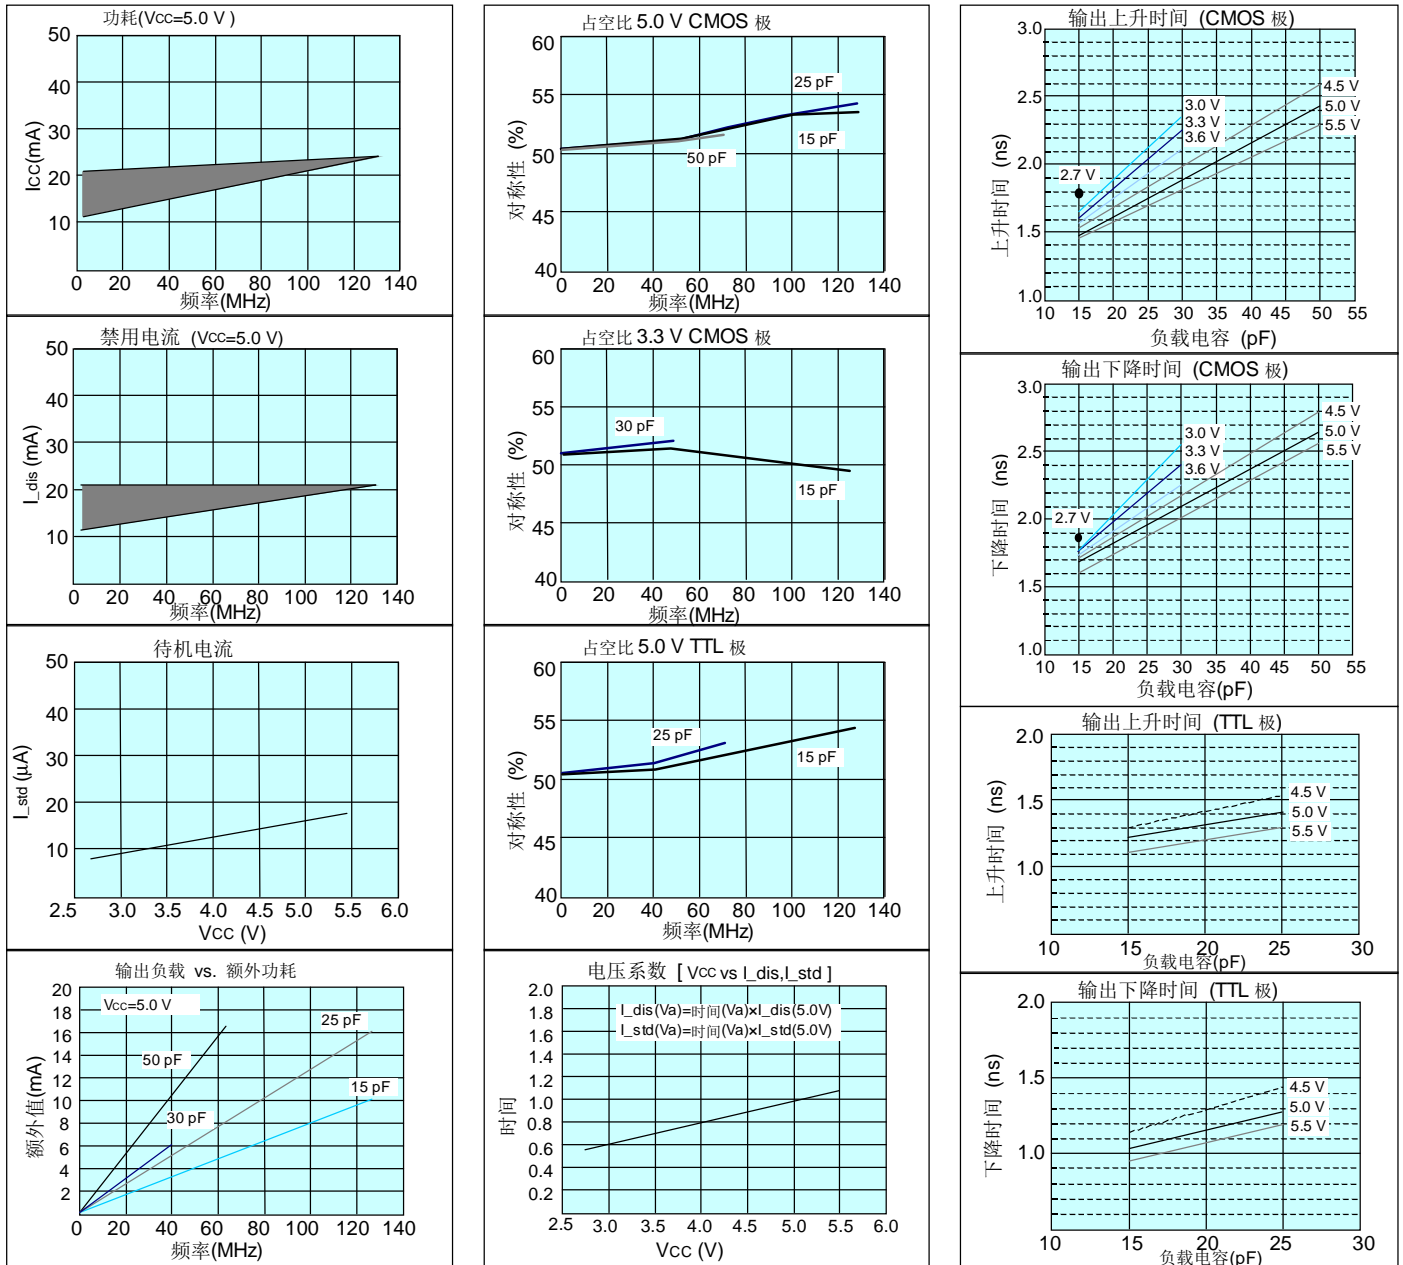 功耗(VCC=5.0 V )
50
40
30
20
10
ICC(mA)
0 20 40 60 80 100 120 140
频率(MHz)
禁用电流 (VCC=5.0 V)
50
40
30
20
10
I_dis (mA)
0 20 40 60 80 100 120 140
频率(MHz)
待机电流
50
40
30
20
10
I_std (μA)
2.5 3.0 3.5 4.0 4.5 5.0 5.5 6.0
VCC (V)
输出负载 vs. 额外功耗
20
18
16
14
12
10
8
6
4
2
额外值(mA)
VCC=5.0 V
25 pF
50 pF
15 pF
30 pF
0 20 40 60 80 100 120 140
频率(MHz)
占空比 5.0 V CMOS 极
60
55
50
45
40
对称性 (%)
25 pF
15 pF
50 pF
0 20 40 60 80 100 120 140
频率(MHz)
占空比 3.3 V CMOS 极
60
55
50
45
40
对称性 (%)
30 pF
15 pF
0 20 40 60 80 100 120 140
频率(MHz)
占空比 5.0 V TTL 极
60
55
50
45
40
对称性 (%)
25 pF
15 pF
0 20 40 60 80 100 120 140
频率(MHz)
电压系数 [ VCC vs I_dis,I_std ]
2.0
1.8
1.6
1.4
1.2
1.0
0.8
0.6
0.4
0.2
时间
I_dis(Va)=时间(Va)×I_dis(5.0V)
I_std(Va)=时间(Va)×I_std(5.0V)
2.5 3.0 3.5 4.0 4.5 5.0 5.5 6.0
VCC (V)
输出上升时间 (CMOS 极)
3.0
2.5
2.0
1.5
1.0
上升时间 (ns)
4.5 V
5.0 V
5.5 V
3.0 V
3.3 V
3.6 V
2.7 V
10 15 20 25 30 35 40 45 50 55
负载电容 (pF)
输出下降时间 (CMOS 极)
3.0
2.5
2.0
1.5
1.0
下降时间 (ns)
4.5 V
5.0 V
5.5 V
3.0 V
3.3 V
3.6 V
2.7 V
10 15 20 25 30 35 40 45 50 55
负载电容(pF)
输出上升时间 (TTL 极)
2.0
1.5
1.0
上升时间 (ns)
4.5 V
5.0 V
5.5 V
10 15 20 25 30
负载电容(pF)
输出下降时间 (TTL 极)
2.0
1.0
下降时间 (ns)
4.5 V
5.0 V
5.5 V
10 15 20 25 30
负载电容(pF)